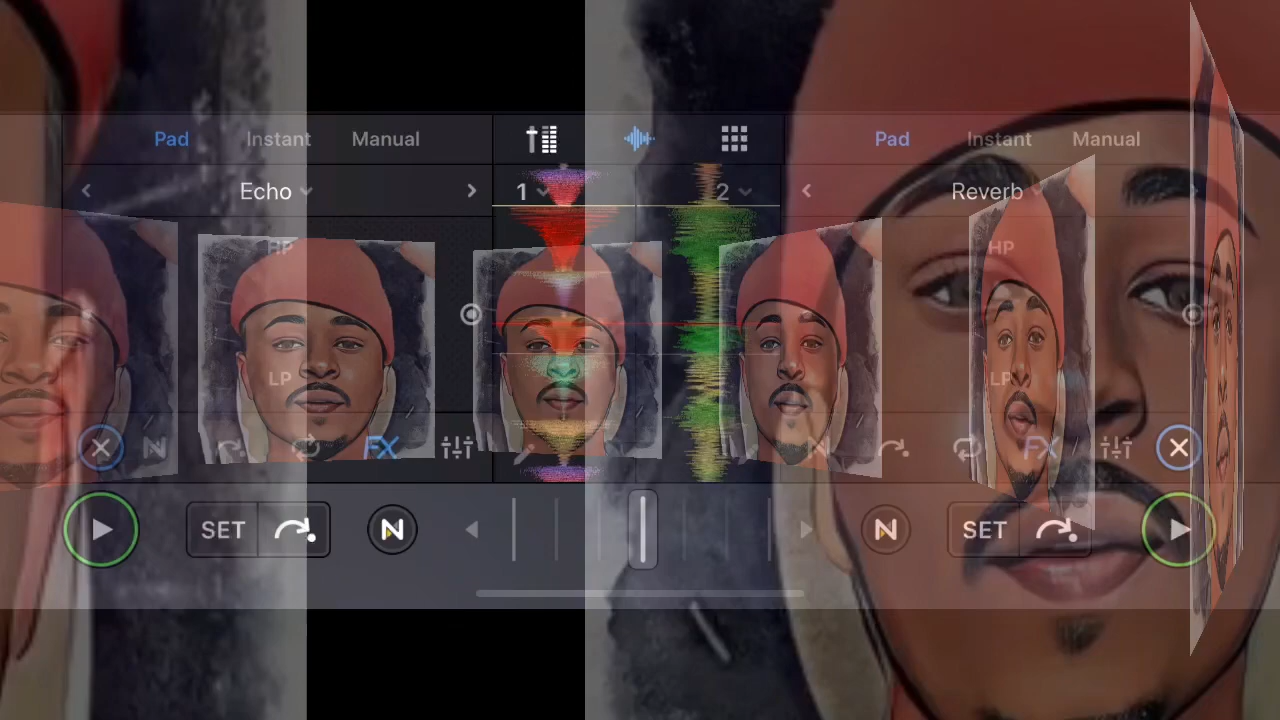 Pad Instant Manual Pad Instant Manual
Echo 1 2 Reverb
HP HP
LP LP
FX FX
SET SET